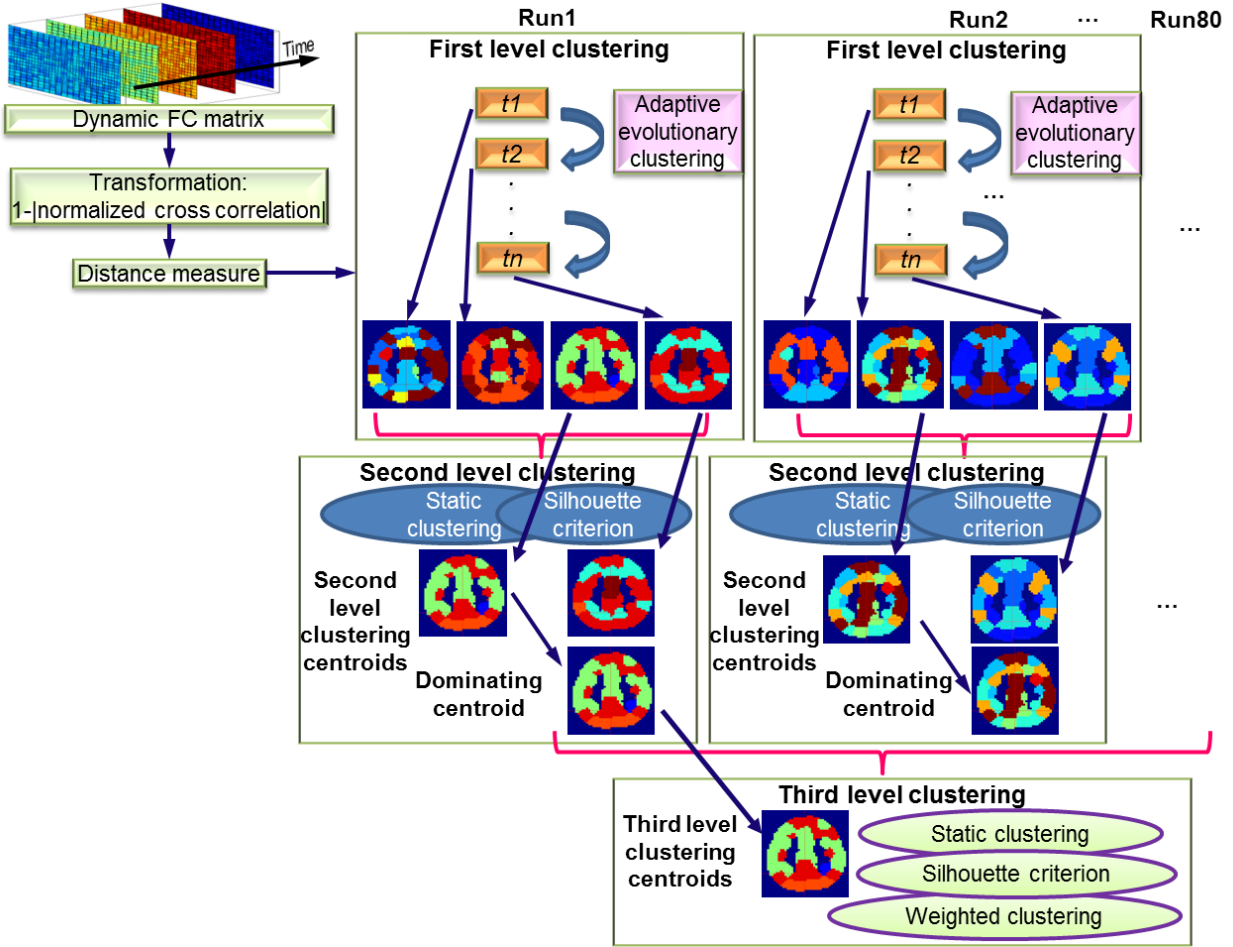 Run1
Run2
...
Run80
Time
Dynamic FC matrix
Transformation:
1-|normalized cross correlation|
Distance measure
First level clustering
t1
t2
.
.
.
tn
Adaptive
evolutionary
clustering
First level clustering
t1
t2
.
.
.
tn
Adaptive
evolutionary
clustering
...
...
Second level clustering
Static
clustering
Silhouette
criterion
Second
level
clustering
centroids
Dominating
centroid
Second level clustering
Static
clustering
Silhouette
criterion
Second
level
clustering
centroids
Dominating
centroid
...
Third level clustering
Third level
clustering
centroids
Static clustering
Silhouette criterion
Weighted clustering